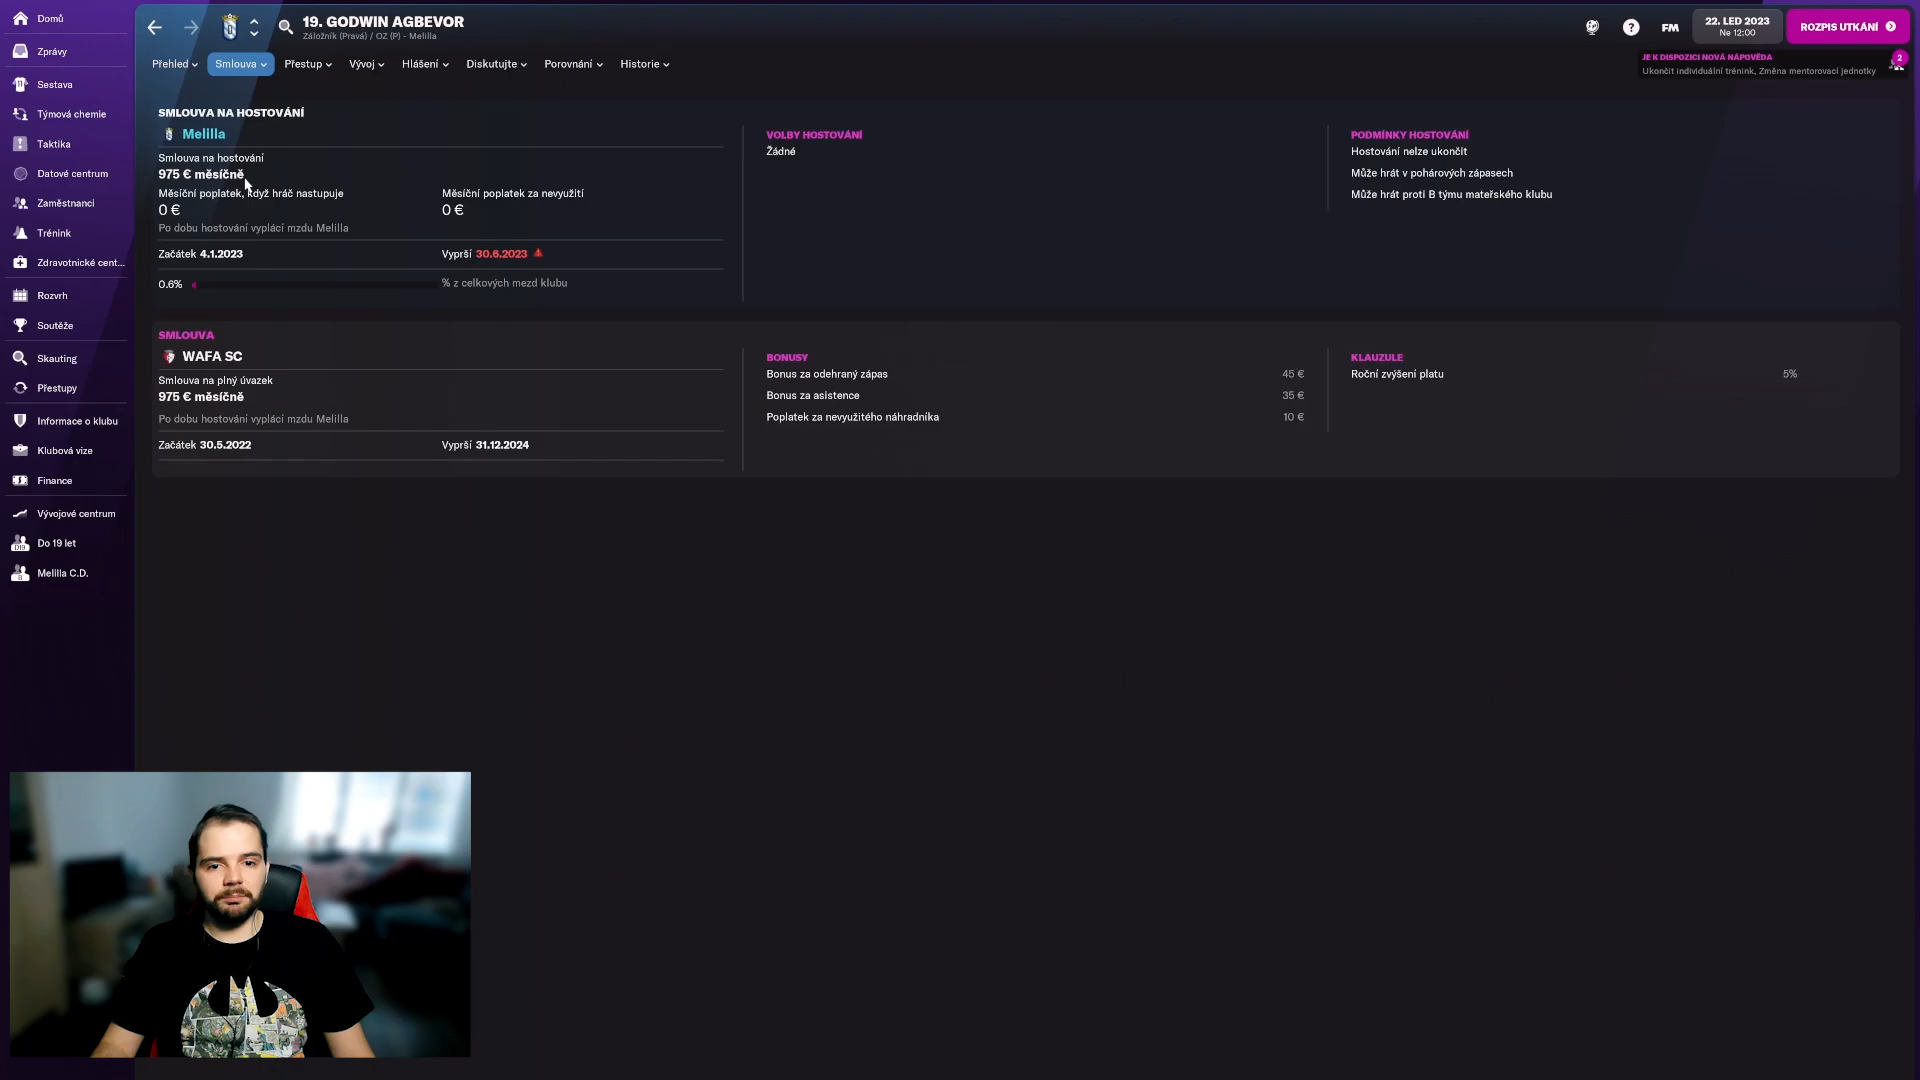 Domů
Zprávy
Sestava
Týmová chemie
Taktika
Datové centrum
Zaměstnanci
Trénink
Zdravotnické cent...
Rozvrh
Soutěže
Skauting
Přestupy
Informace o klubu
Klubová vize
Finance
Vývojové centrum
D19
Do 19 let
B
Melilla C.D.
19. GODWIN AGBEVOR
Záložník (Pravá) / OZ (P) - Melilla
?
FM
22. LED 2023
Ne 12:00
ROZPIS UTKÁNÍ
Přehled
Smlouva
Přestup
Vývoj
Hlášení
Diskutujte
Porovnání
Historie
JE K DISPOZICI NOVÁ NÁPOVĚDA
Ukončit individuální trénink, Změna mentorovací jednotky
2
SMLOUVA NA HOSTOVÁNÍ
Melilla
Smlouva na hostování
975 € měsíčně
Měsíční poplatek, když hráč nastupuje
0 €
Měsíční poplatek za nevyužití
0 €
Po dobu hostování vyplácí mzdu Melilla
Začátek 4.1.2023
Vyprší 30.6.2023
0.6%
% z celkových mezd klubu
VOLBY HOSTOVÁNÍ
Žádné
PODMÍNKY HOSTOVÁNÍ
Hostování nelze ukončit
Může hrát v pohárových zápasech
Může hrát proti B týmu mateřského klubu
SMLOUVA
WAFA SC
Smlouva na plný úvazek
975 € měsíčně
Po dobu hostování vyplácí mzdu Melilla
Začátek 30.5.2022
Vyprší 31.12.2024
BONUSY
Bonus za odehraný zápas 45 €
Bonus za asistence 35 €
Poplatek za nevyužitého náhradníka 10 €
KLAUZULE
Roční zvýšení platu 5%